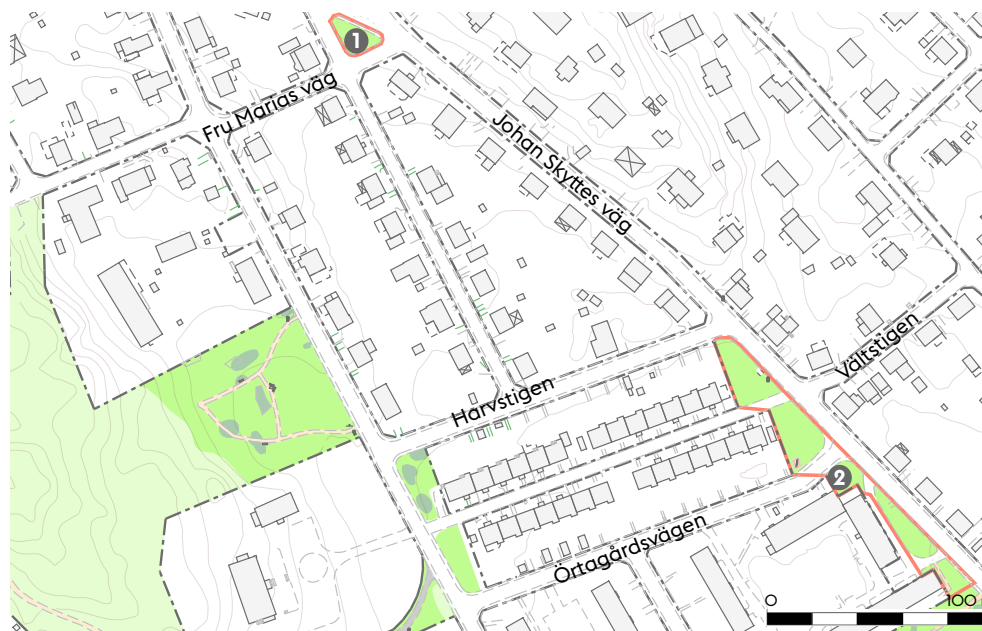 1
Fru Marias väg
Johan Skyttes väg
Vältstigen
Harvstigen
2
Örtagårdsvägen
0 100